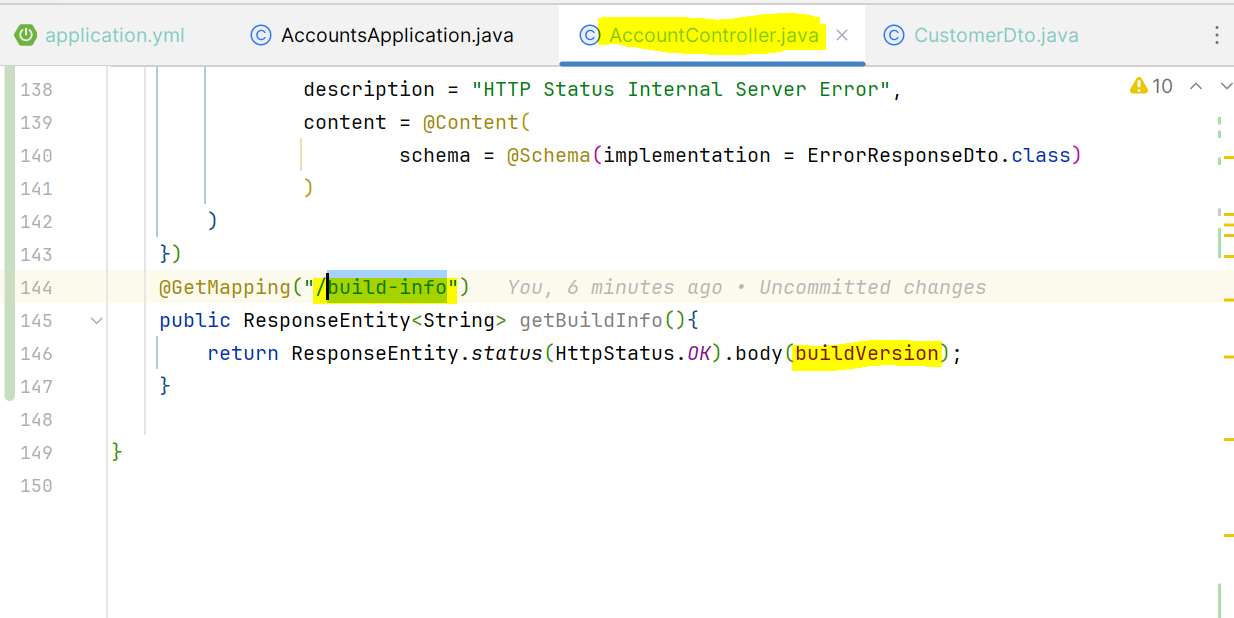 application.yml AccountsApplication.java AccountController.java CustomerDto.java
138 description = "HTTP Status Internal Server Error", 10
139 content = @Content(
140 schema = @Schema(implementation = ErrorResponseDto.class)
141 )
142 )
143 })
144 @GetMapping("/build-info") You, 6 minutes ago • Uncommitted changes
145 public ResponseEntity<String> getBuildInfo(){
146 return ResponseEntity.status(HttpStatus.OK).body(buildVersion);
147 }
148
149 }
150